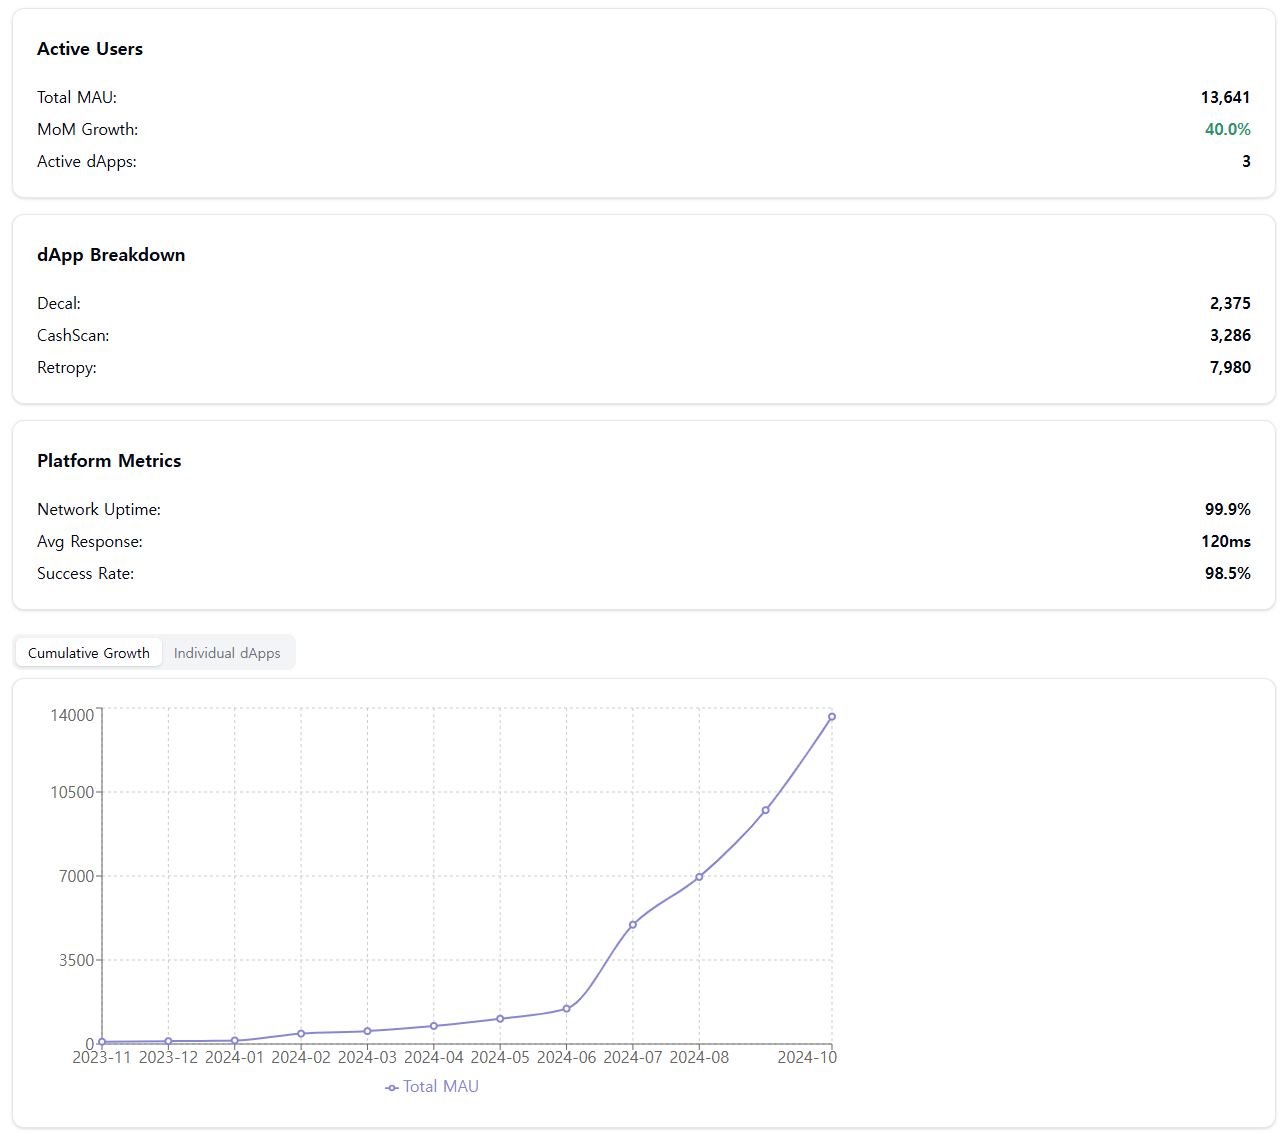 Active Users
Total MAU: 13,641
MoM Growth: 40.0%
Active dApps: 3
dApp Breakdown
Decal: 2,375
CashScan: 3,286
Retropy: 7,980
Platform Metrics
Network Uptime: 99.9%
Avg Response: 120ms
Success Rate: 98.5%
Cumulative Growth Individual dApps
14000
10500
7000
3500
0
2023-11 2023-12 2024-01 2024-02 2024-03 2024-04 2024-05 2024-06 2024-07 2024-08 2024-10
Total MAU